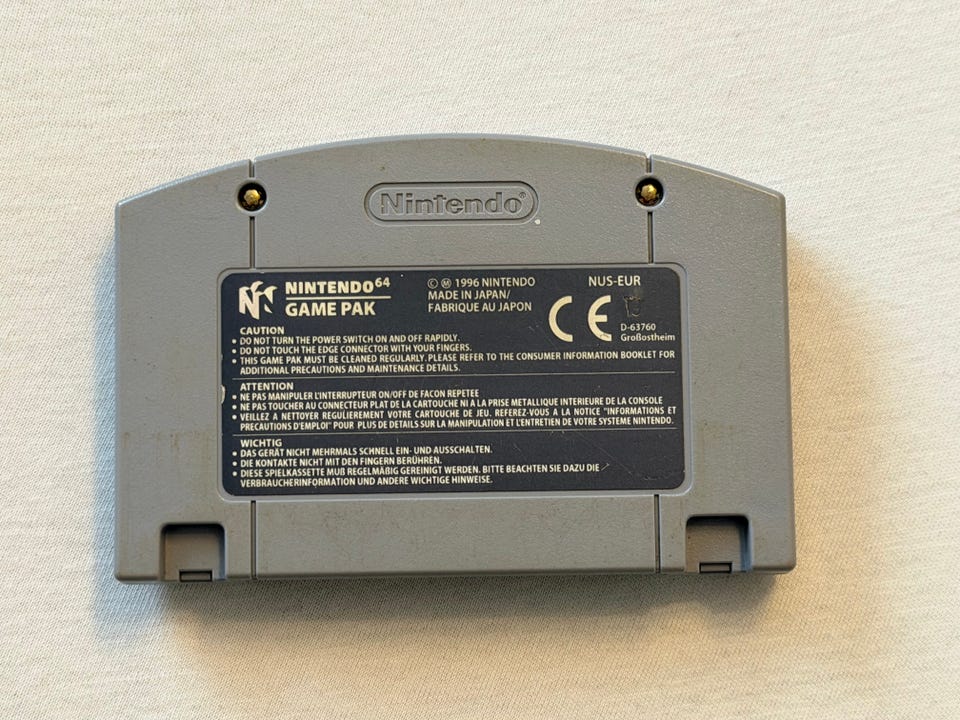 Nintendo®
NINTENDO 64
GAME PAK
© Ⓜ 1996 NINTENDO
MADE IN JAPAN/
FABRIQUE AU JAPON
NUS-EUR
CE
D-63760
Großostheim
CAUTION
• DO NOT TURN THE POWER SWITCH ON AND OFF RAPIDLY.
• DO NOT TOUCH THE EDGE CONNECTOR WITH YOUR FINGERS.
• THIS GAME PAK MUST BE CLEANED REGULARLY. PLEASE REFER TO THE CONSUMER INFORMATION BOOKLET FOR
ADDITIONAL PRECAUTIONS AND MAINTENANCE DETAILS.
ATTENTION
• NE PAS MANIPULER L'INTERRUPTEUR ON/OFF DE FACON REPETEE
• NE PAS TOUCHER AU CONNECTEUR PLAT DE LA CARTOUCHE NI A LA PRISE METALLIQUE INTERIEURE DE LA CONSOLE
• VEILLEZ A NETTOYER REGULIEREMENT VOTRE CARTOUCHE DE JEU. REFEREZ-VOUS A LA NOTICE "INFORMATIONS ET
PRECAUTIONS D'EMPLOI" POUR PLUS DE DETAILS SUR LA MANIPULATION ET L'ENTRETIEN DE VOTRE SYSTEME NINTENDO.
WICHTIG
• DAS GERÄT NICHT MEHRMALS SCHNELL EIN- UND AUSSCHALTEN.
• DIE KONTAKTE NICHT MIT DEN FINGERN BERÜHREN.
• DIESE SPIELKASSETTE MUß REGELMÄßIG GEREINIGT WERDEN. BITTE BEACHTEN SIE DAZU DIE
VERBRAUCHERINFORMATION UND ANDERE WICHTIGE HINWEISE.